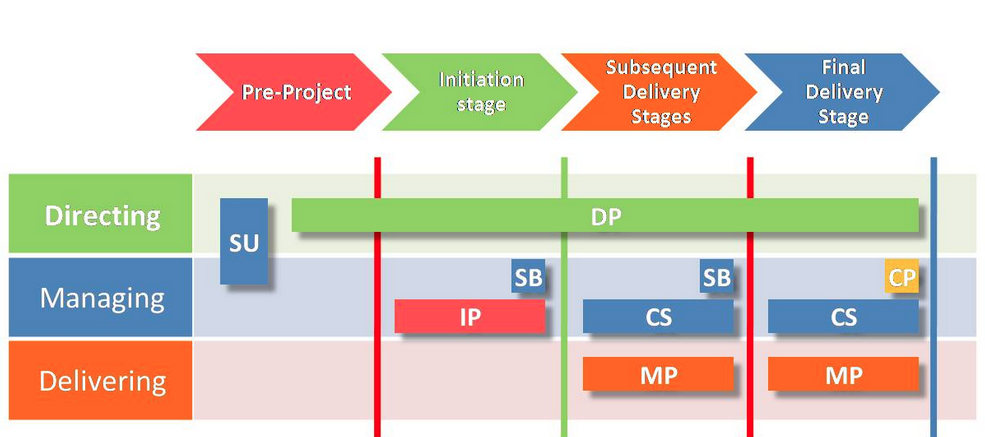 Pre-Project
Initiation
stage
Subsequent
Delivery
Stages
Final
Delivery
Stage
Directing
SU
DP
Managing
SB
SB
CP
IP
CS
CS
Delivering
MP
MP